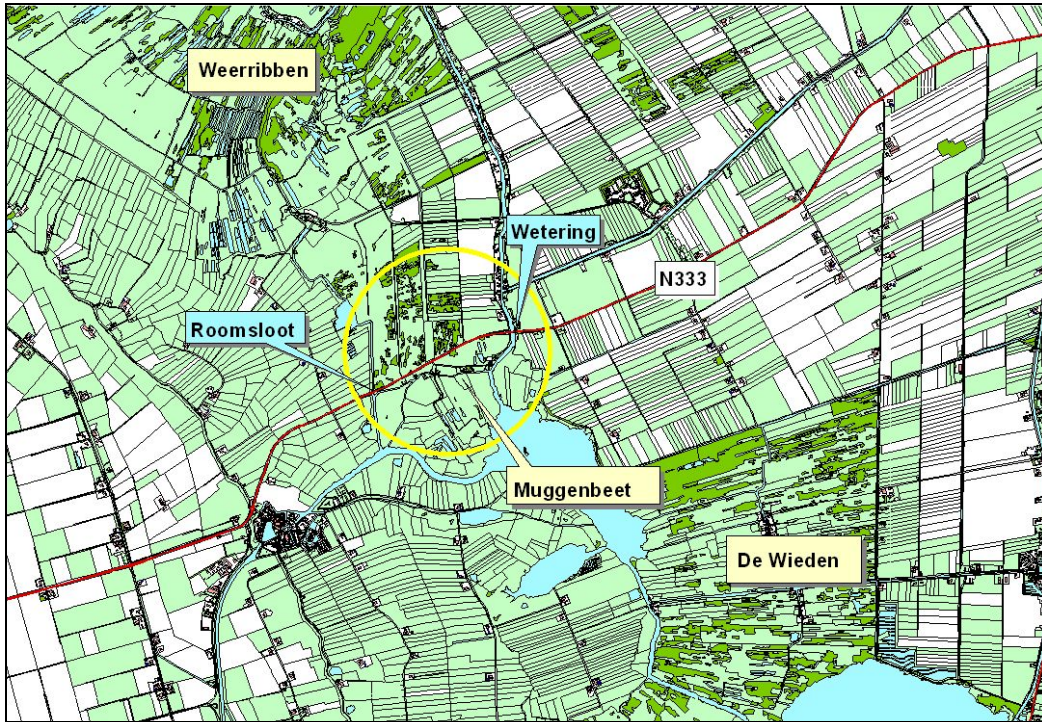 Weerribben
Wetering
N333
Roomsloot
Muggenbeet
De Wieden